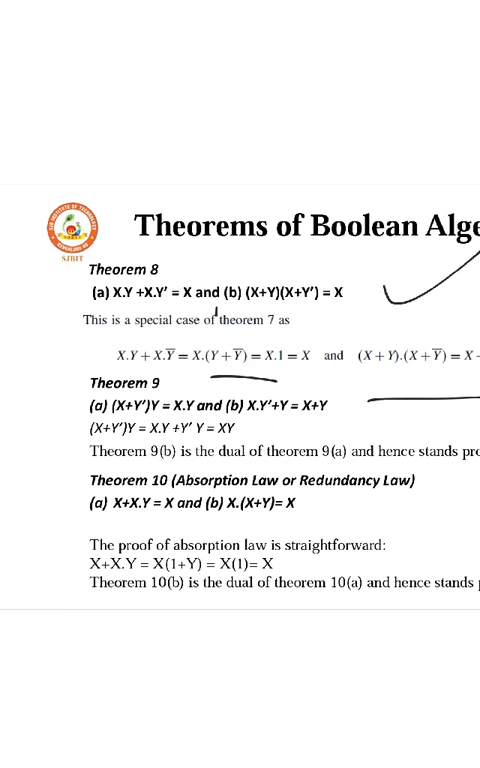 Theorems of Boolean Alge
SJBIT
Theorem 8
(a) X.Y +X.Y' = X and (b) (X+Y)(X+Y') = X
This is a special case of theorem 7 as
X.Y + X.Y̅ = X.(Y + Y̅) = X.1 = X and (X + Y).(X + Y̅) = X
Theorem 9
(a) (X+Y')Y = X.Y and (b) X.Y'+Y = X+Y
(X+Y')Y = X.Y +Y' Y = XY
Theorem 9(b) is the dual of theorem 9(a) and hence stands pro
Theorem 10 (Absorption Law or Redundancy Law)
(a) X+X.Y = X and (b) X.(X+Y)= X
The proof of absorption law is straightforward:
X+X.Y = X(1+Y) = X(1)= X
Theorem 10(b) is the dual of theorem 10(a) and hence stands p